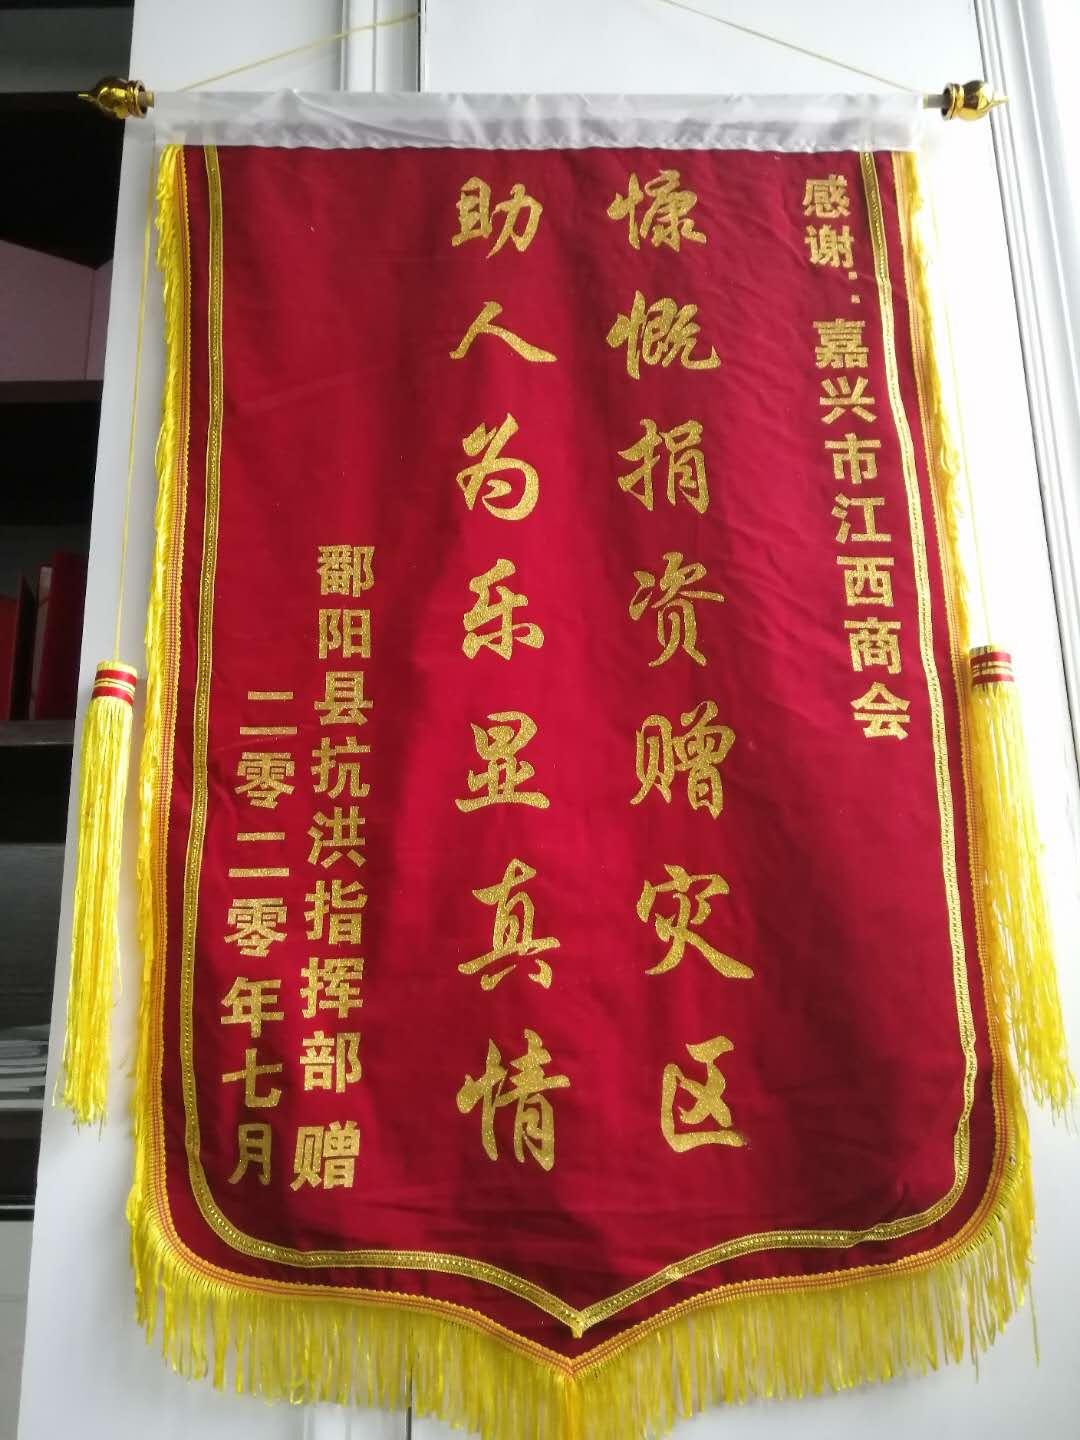 感谢：嘉兴市江西商会
慷慨捐资赠灾区
助人为乐显真情
鄱阳县抗洪指挥部 赠
二零二零年七月